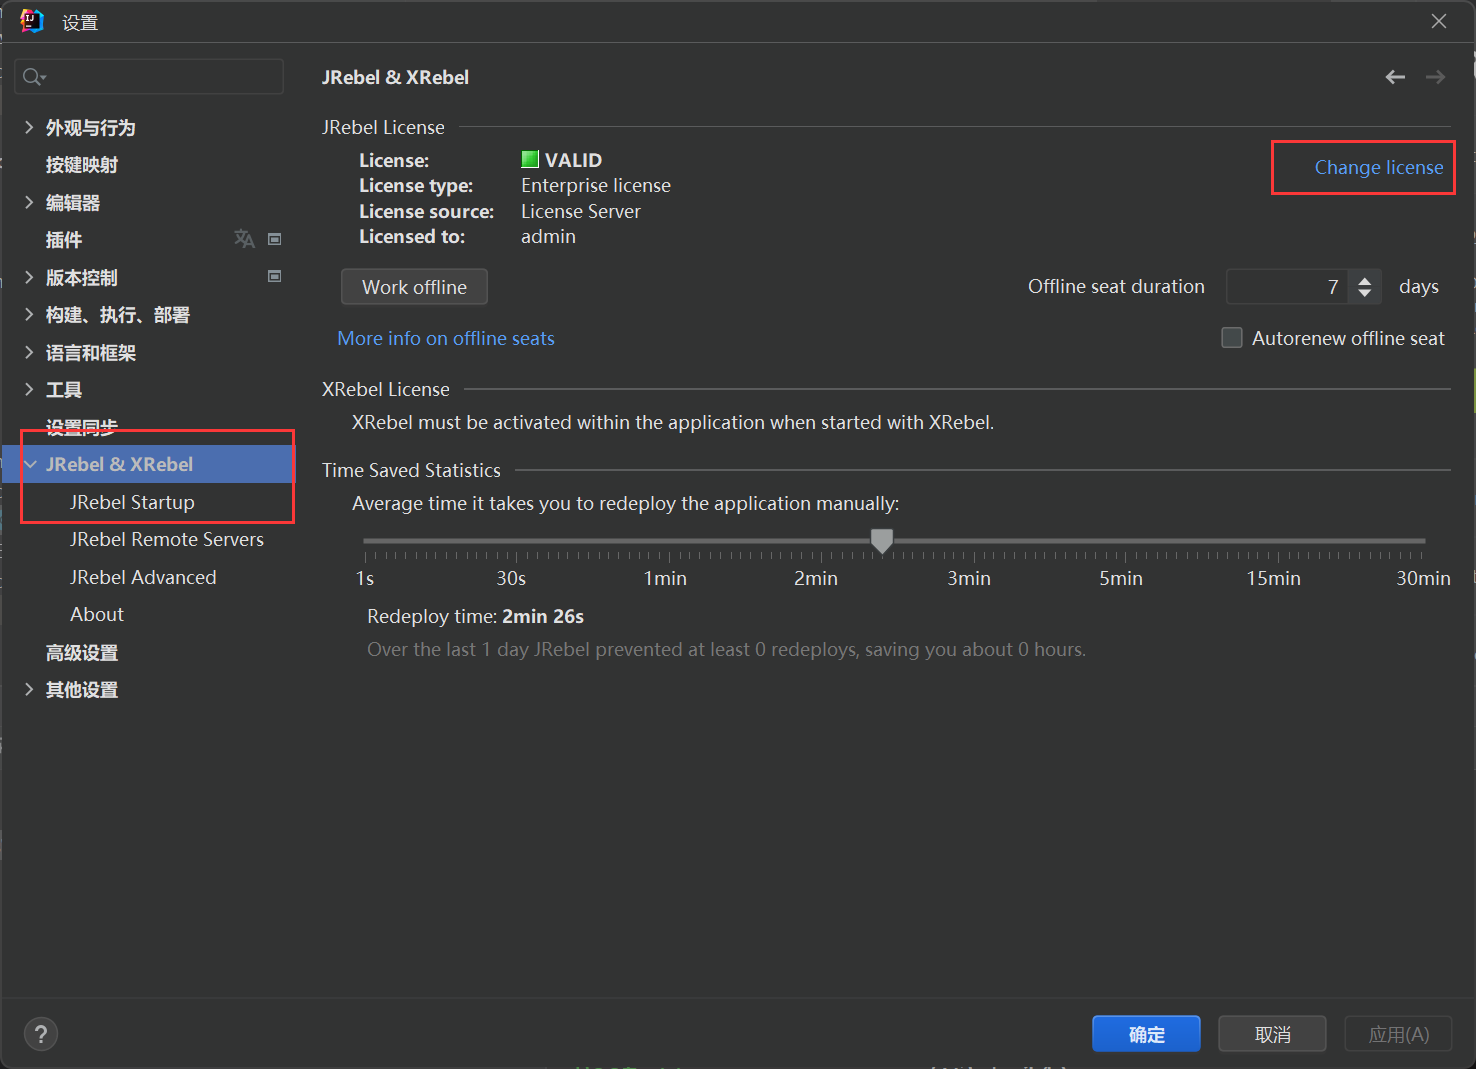 设置
JRebel & XRebel
外观与行为
按键映射
编辑器
插件
版本控制
构建、执行、部署
语言和框架
工具
设置同步
JRebel & XRebel
JRebel Startup
JRebel Remote Servers
JRebel Advanced
About
高级设置
其他设置
JRebel License
License: VALID
Change license
License type: Enterprise license
License source: License Server
Licensed to: admin
Work offline
Offline seat duration 7 days
More info on offline seats
Autorenew offline seat
XRebel License
XRebel must be activated within the application when started with XRebel.
Time Saved Statistics
Average time it takes you to redeploy the application manually:
1s 30s 1min 2min 3min 5min 15min 30min
Redeploy time: 2min 26s
Over the last 1 day JRebel prevented at least 0 redeploys, saving you about 0 hours.
?
确定 取消 应用(A)